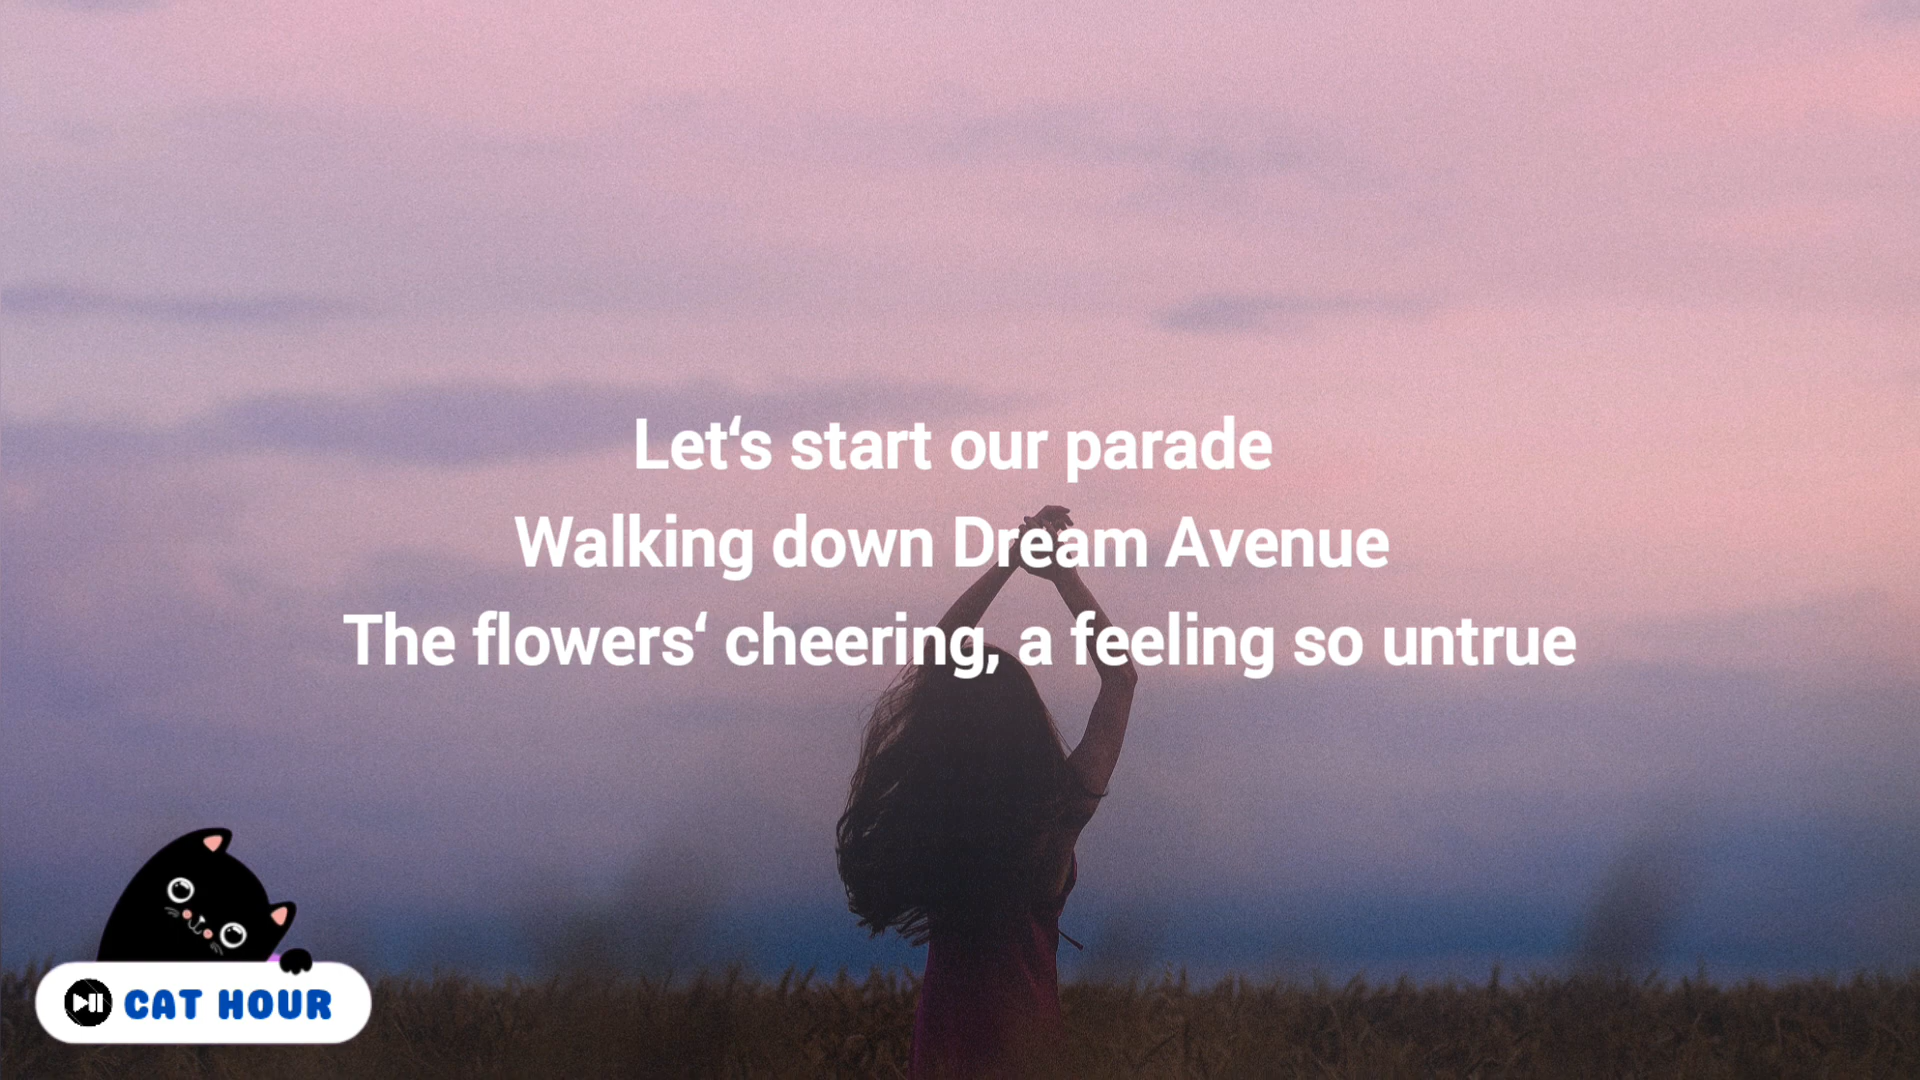 Let‘s start our parade
Walking down Dream Avenue
The flowers‘ cheering, a feeling so untrue
CAT HOUR